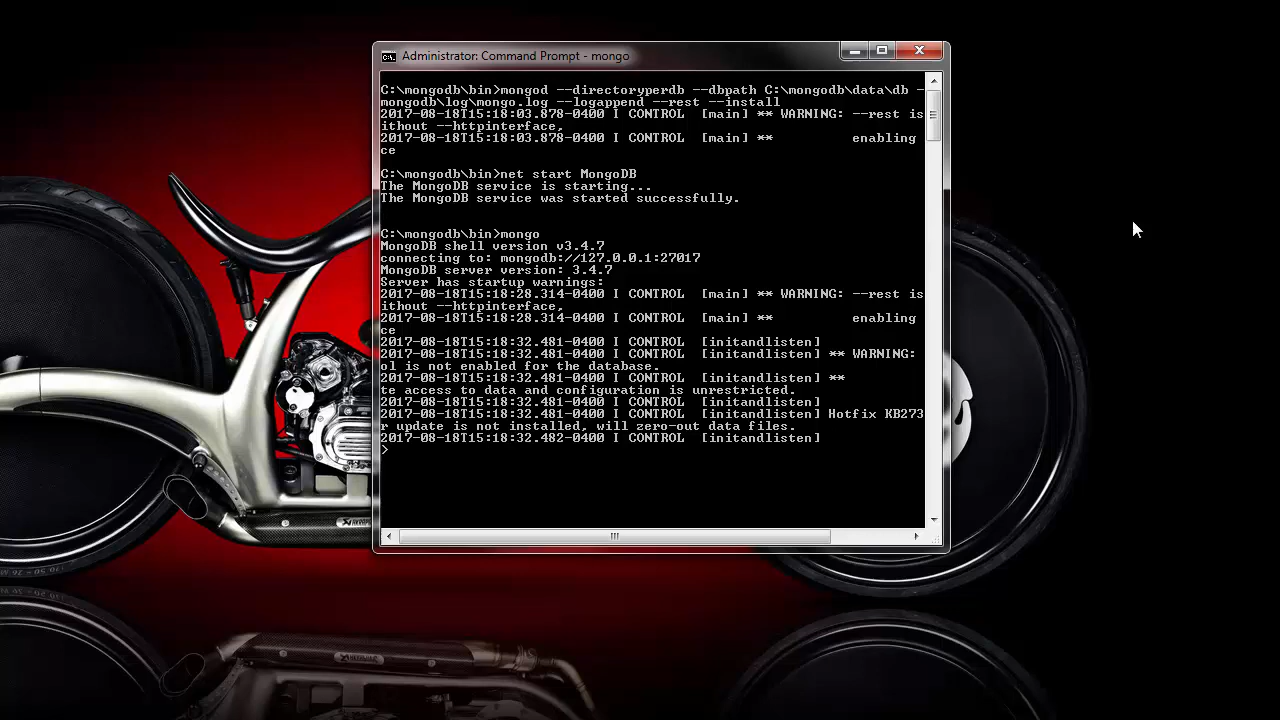 Administrator: Command Prompt - mongo
C:\mongodb\bin>mongod --directoryperdb --dbpath C:\mongodb\data\db -
mongodb\log\mongo.log --logappend --rest --install
2017-08-18T15:18:03.878-0400 I CONTROL  [main] ** WARNING: --rest is
ithout --httpinterface,
2017-08-18T15:18:03.878-0400 I CONTROL  [main] **          enabling
ce
C:\mongodb\bin>net start MongoDB
The MongoDB service is starting...
The MongoDB service was started successfully.
C:\mongodb\bin>mongo
MongoDB shell version v3.4.7
connecting to: mongodb://127.0.0.1:27017
MongoDB server version: 3.4.7
Server has startup warnings:
2017-08-18T15:18:28.314-0400 I CONTROL  [main] ** WARNING: --rest is
ithout --httpinterface,
2017-08-18T15:18:28.314-0400 I CONTROL  [main] **          enabling
ce
2017-08-18T15:18:32.481-0400 I CONTROL  [initandlisten]
2017-08-18T15:18:32.481-0400 I CONTROL  [initandlisten] ** WARNING:
ol is not enabled for the database.
2017-08-18T15:18:32.481-0400 I CONTROL  [initandlisten] **
te access to data and configuration is unrestricted.
2017-08-18T15:18:32.481-0400 I CONTROL  [initandlisten]
2017-08-18T15:18:32.481-0400 I CONTROL  [initandlisten] Hotfix KB273
r update is not installed, will zero-out data files.
2017-08-18T15:18:32.482-0400 I CONTROL  [initandlisten]
>